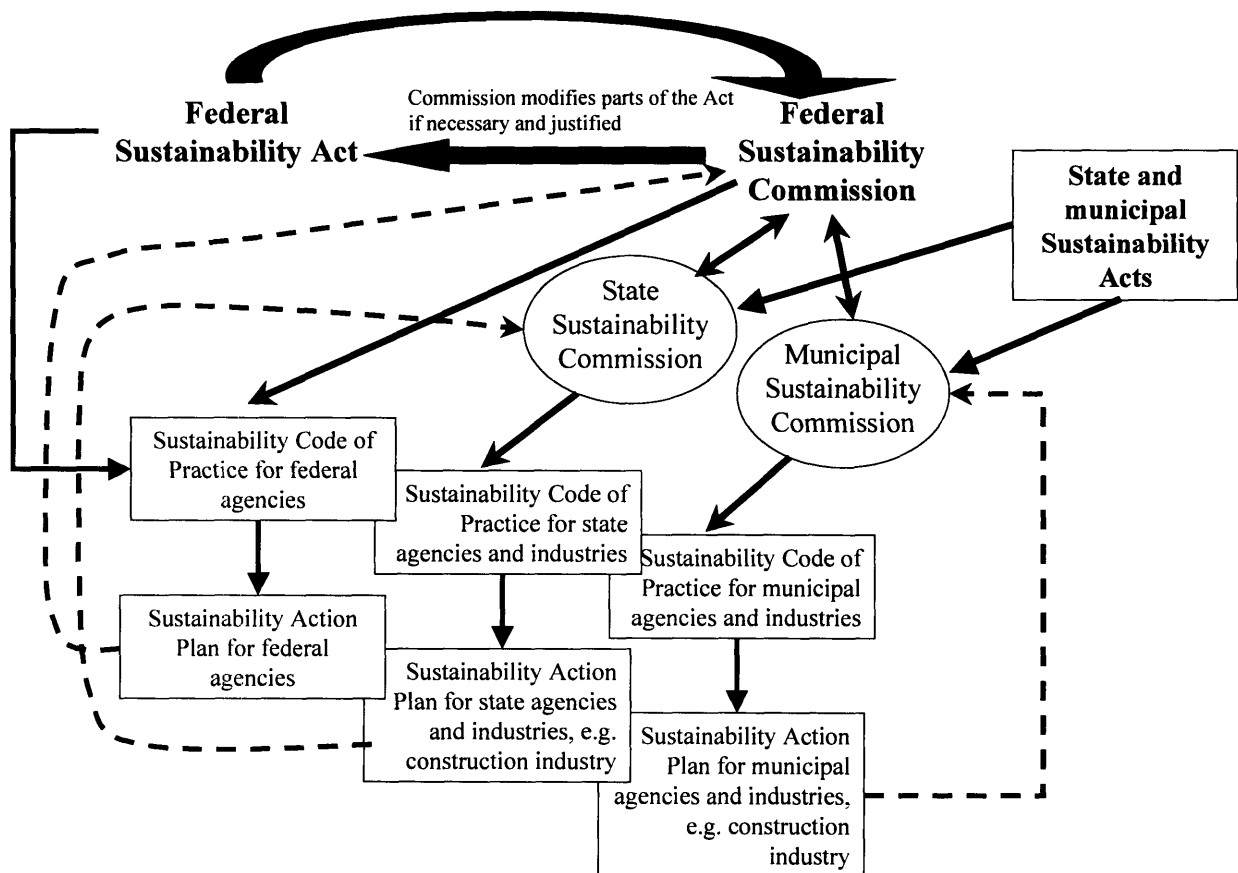 Federal
Sustainability Act
Commission modifies parts of the Act
if necessary and justified
Federal
Sustainability
Commission
State and
municipal
Sustainability
Acts
State
Sustainability
Commission
Municipal
Sustainability
Commission
Sustainability Code of
Practice for federal
agencies
Sustainability Code of
Practice for state
agencies and industries
Sustainability Code of
Practice for municipal
agencies and industries
Sustainability Action
Plan for federal
agencies
Sustainability Action
Plan for state agencies
and industries, e.g.
construction industry
Sustainability Action
Plan for municipal
agencies and industries,
e.g. construction
industry